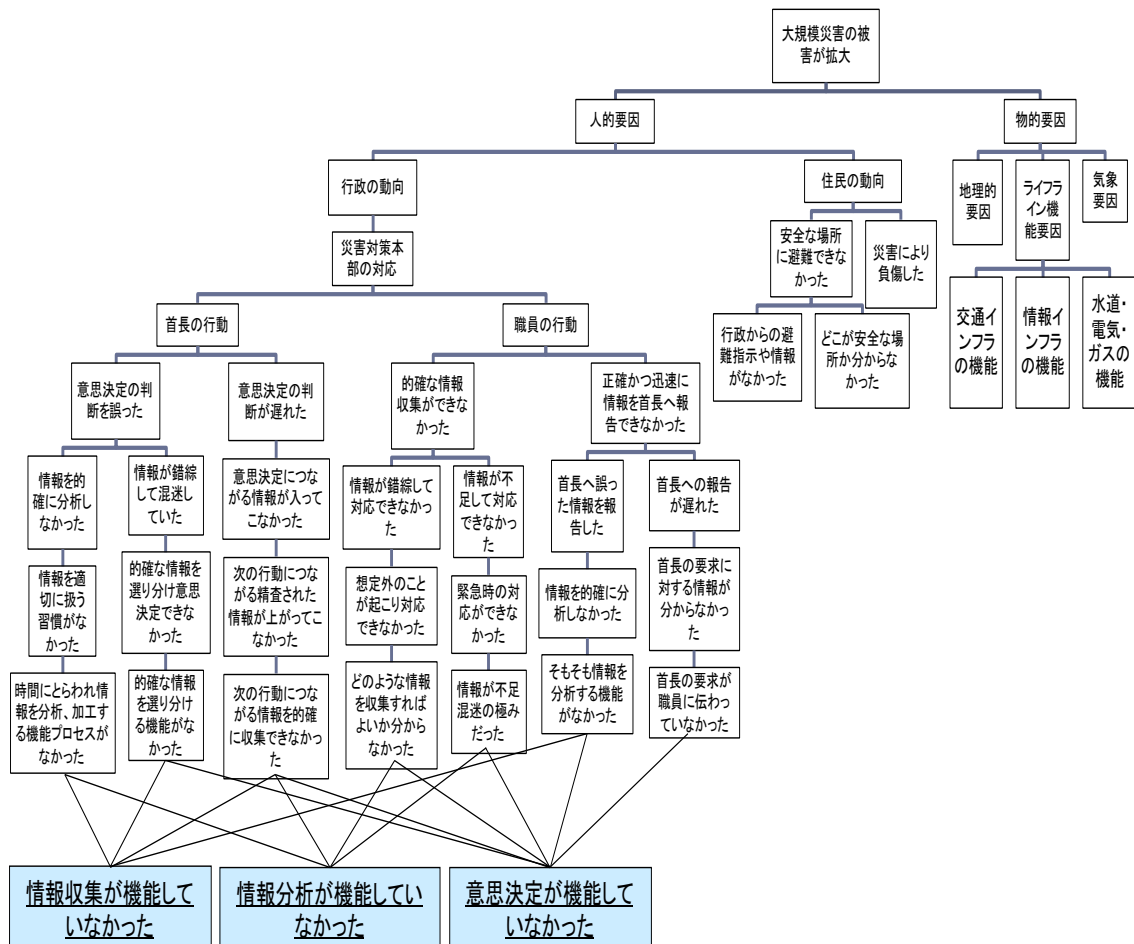 大規模災害の被
害が拡大
人的要因
物的要因
行政の動向
住民の動向
地理的
要因
ライフラ
イン機
能要因
気象
要因
災害対策本
部の対応
安全な場所
に避難できな
かった
災害により
負傷した
首長の行動
職員の行動
行政からの避
難指示や情報
がなかった
どこが安全な場
所か分からな
かった
交通イン
フラの機
能
情報イン
フラの機
能
水道・
電気・
ガスの
機能
意思決定の判
断を誤った
意思決定の判
断が遅れた
的確な情報
収集ができな
かった
正確かつ迅速に
情報を首長へ報
告できなかった
情報を的
確に分析し
なかった
情報が錯綜
して混迷し
ていた
意思決定につな
がる情報が入って
こなかった
情報が錯綜して
対応できなかっ
た
情報が不
足して対応
できなかっ
た
首長へ誤っ
た情報を報
告した
首長への報告
が遅れた
情報を適
切に扱う
習慣がな
かった
的確な情報を
選り分け意思
決定できな
かった
次の行動につな
がる精査された
情報が上がってこ
なかった
想定外のこと
が起こり対応
できなかった
緊急時の対
応ができな
かった
情報を的確に分
析しなかった
首長の要求に
対する情報が
分からなかっ
た
時間にとらわれ情
報を分析、加工す
る機能プロセスが
なかった
的確な情報
を選り分け
る機能がな
かった
次の行動につな
がる情報を的確
に収集できなかっ
た
どのような情報
を収集すれば
よいか分から
なかった
情報が不足
混迷の極み
だった
そもそも情報を
分析する機能
がなかった
首長の要求が
職員に伝わっ
ていなかった
情報収集が機能して
いなかった
情報分析が機能してい
なかった
意思決定が機能して
いなかった